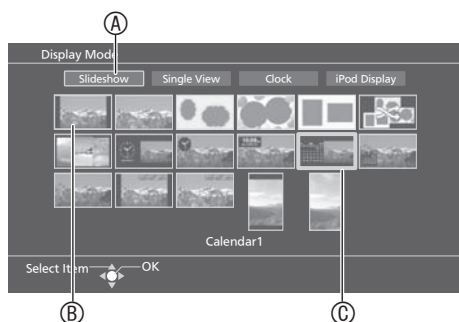 Ⓐ
Display Mode
Slideshow Single View Clock iPod Display
Calendar1
Select Item OK
Ⓑ Ⓒ